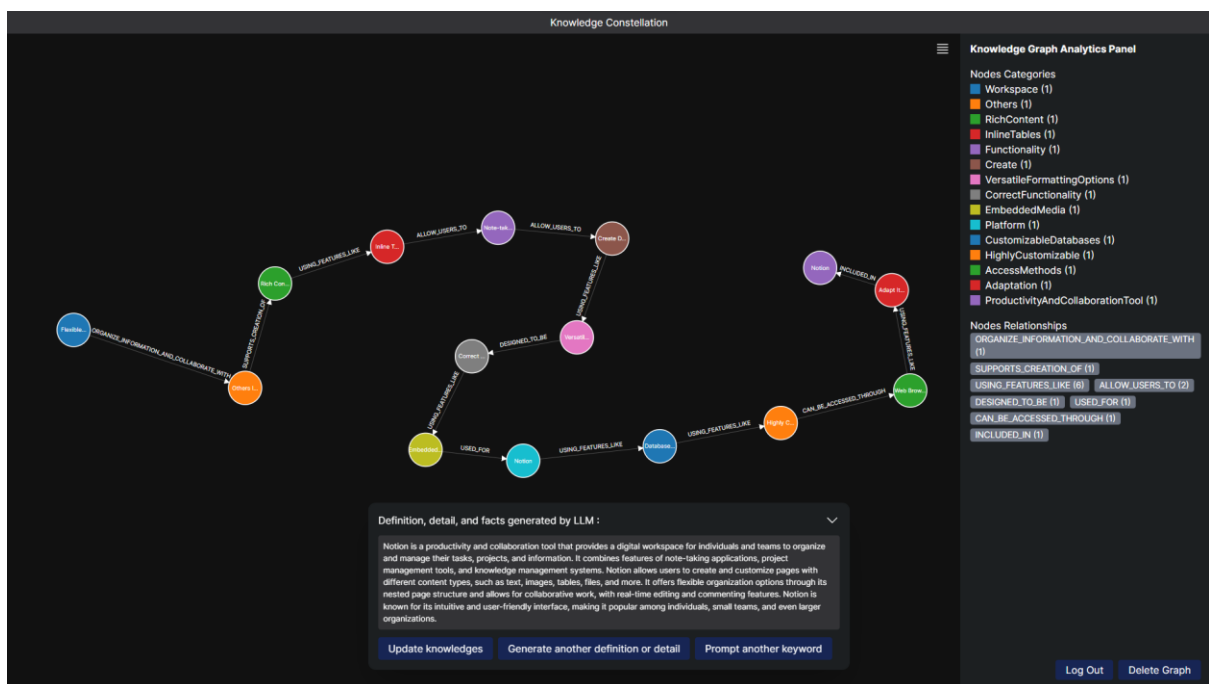 Knowledge Constellation
Flexible...
ORGANIZE_INFORMATION_AND_COLLABORATE_WITH
Others i...
SUPPORTS_CREATION_OF
Rich Con...
USING_FEATURES_LIKE
Inline T...
ALLOW_USERS_TO
Note-tak...
ALLOW_USERS_TO
Create D...
USING_FEATURES_LIKE
Versatil...
DESIGNED_TO_BE
Correct ...
USING_FEATURES_LIKE
Embedded...
USED_FOR
Notion
USING_FEATURES_LIKE
Database...
USING_FEATURES_LIKE
Highly C...
CAN_BE_ACCESSED_THROUGH
Web Brow...
USING_FEATURES_LIKE
Adapt It...
INCLUDED_IN
Notion
Knowledge Graph Analytics Panel
Nodes Categories
Workspace (1)
Others (1)
RichContent (1)
InlineTables (1)
Functionality (1)
Create (1)
VersatileFormattingOptions (1)
CorrectFunctionality (1)
EmbeddedMedia (1)
Platform (1)
CustomizableDatabases (1)
HighlyCustomizable (1)
AccessMethods (1)
Adaptation (1)
ProductivityAndCollaborationTool (1)
Nodes Relationships
ORGANIZE_INFORMATION_AND_COLLABORATE_WITH
(1)
SUPPORTS_CREATION_OF (1)
USING_FEATURES_LIKE (6) ALLOW_USERS_TO (2)
DESIGNED_TO_BE (1) USED_FOR (1)
CAN_BE_ACCESSED_THROUGH (1)
INCLUDED_IN (1)
Definition, detail, and facts generated by LLM :
Notion is a productivity and collaboration tool that provides a digital workspace for individuals and teams to organize
and manage their tasks, projects, and information. It combines features of note-taking applications, project
management tools, and knowledge management systems. Notion allows users to create and customize pages with
different content types, such as text, images, tables, files, and more. It offers flexible organization options through its
nested page structure and allows for collaborative work, with real-time editing and commenting features. Notion is
known for its intuitive and user-friendly interface, making it popular among individuals, small teams, and even larger
organizations.
Update knowledges Generate another definition or detail Prompt another keyword
Log Out Delete Graph